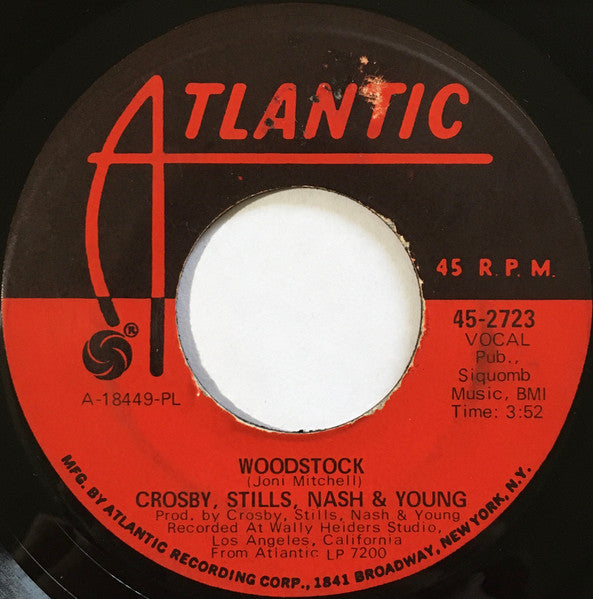 ATLANTIC
45 R.P.M.
45-2723
VOCAL
Pub.,
Siquomb
Music, BMI
Time: 3:52
®
A-18449-PL
WOODSTOCK
(Joni Mitchell)
CROSBY, STILLS, NASH & YOUNG
Prod. by Crosby, Stills, Nash & Young
Recorded At Wally Heiders Studio,
Los Angeles, California
From Atlantic LP 7200
MFG. BY ATLANTIC RECORDING CORP., 1841 BROADWAY, NEW YORK, N.Y.